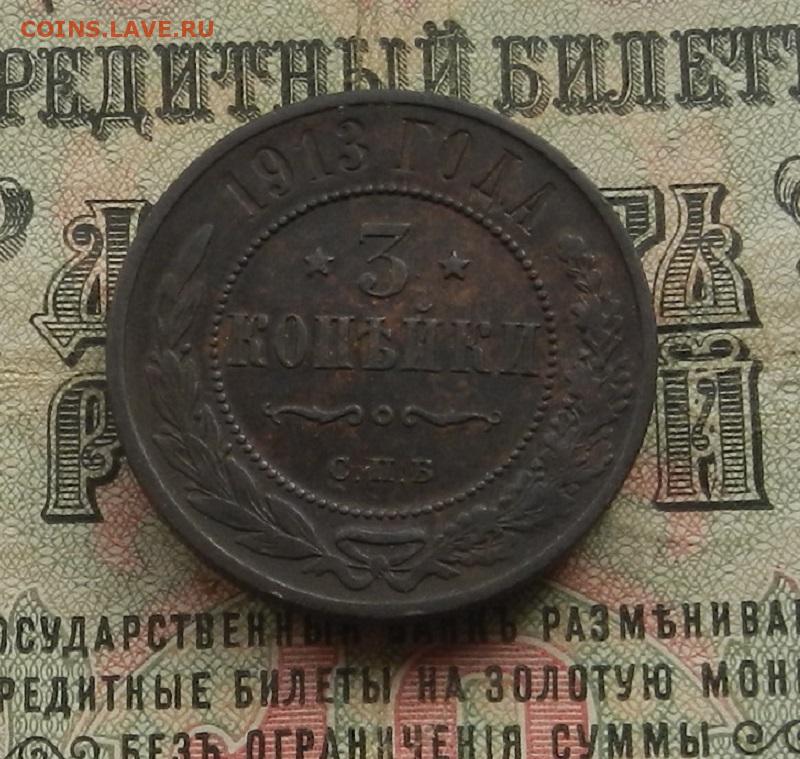 COINS.LAVE.RU
РЕДИТНЫЙ БИЛЕТ
1913 ГОДА
3
КОПѢЙКИ
С.П.Б
ОСУДАРСТВЕННЫЙ БАНКЪ РАЗМѢНИВА
РЕДИТНЫЕ БИЛЕТЫ НА ЗОЛОТУЮ МОН
БЕЗЪ ОГРАНИЧЕНІЯ СУММЫ